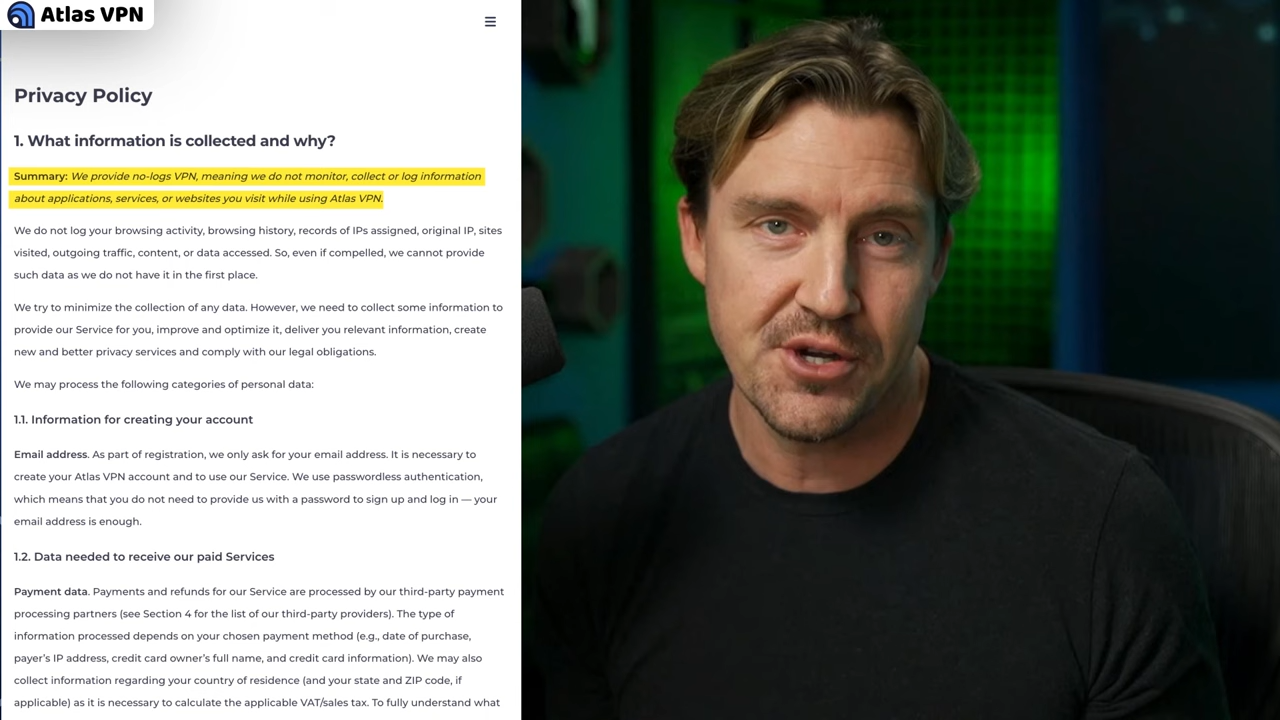 Atlas VPN
Privacy Policy
1. What information is collected and why?
Summary: We provide no-logs VPN, meaning we do not monitor, collect or log information
about applications, services, or websites you visit while using Atlas VPN.
We do not log your browsing activity, browsing history, records of IPs assigned, original IP, sites
visited, outgoing traffic, content, or data accessed. So, even if compelled, we cannot provide
such data as we do not have it in the first place.
We try to minimize the collection of any data. However, we need to collect some information to
provide our Service for you, improve and optimize it, deliver you relevant information, create
new and better privacy services and comply with our legal obligations.
We may process the following categories of personal data:
1.1. Information for creating your account
Email address. As part of registration, we only ask for your email address. It is necessary to
create your Atlas VPN account and to use our Service. We use passwordless authentication,
which means that you do not need to provide us with a password to sign up and log in — your
email address is enough.
1.2. Data needed to receive our paid Services
Payment data. Payments and refunds for our Service are processed by our third-party payment
processing partners (see Section 4 for the list of our third-party providers). The type of
information processed depends on your chosen payment method (e.g., date of purchase,
payer's IP address, credit card owner's full name, and credit card information). We may also
collect information regarding your country of residence (and your state and ZIP code, if
applicable) as it is necessary to calculate the applicable VAT/sales tax. To fully understand what